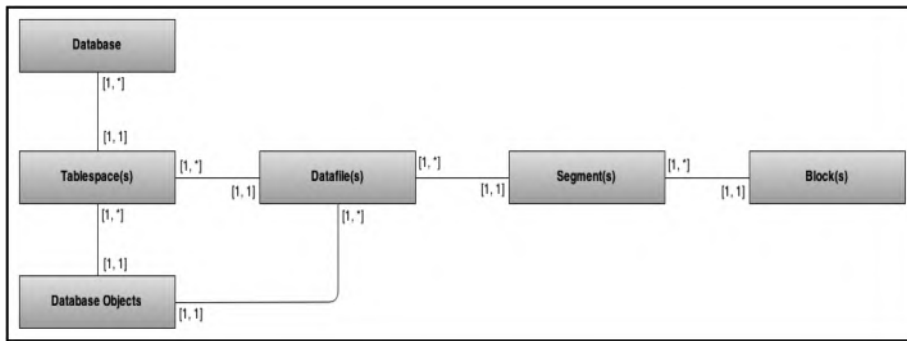 Database
[1, *]
[1, 1]
Tablespace(s)
[1, *]
[1, 1]
Datafile(s)
[1, *]
[1, 1]
Segment(s)
[1, *]
[1, 1]
Block(s)
[1, *]
[1, *]
[1, 1]
Database Objects
[1, 1]